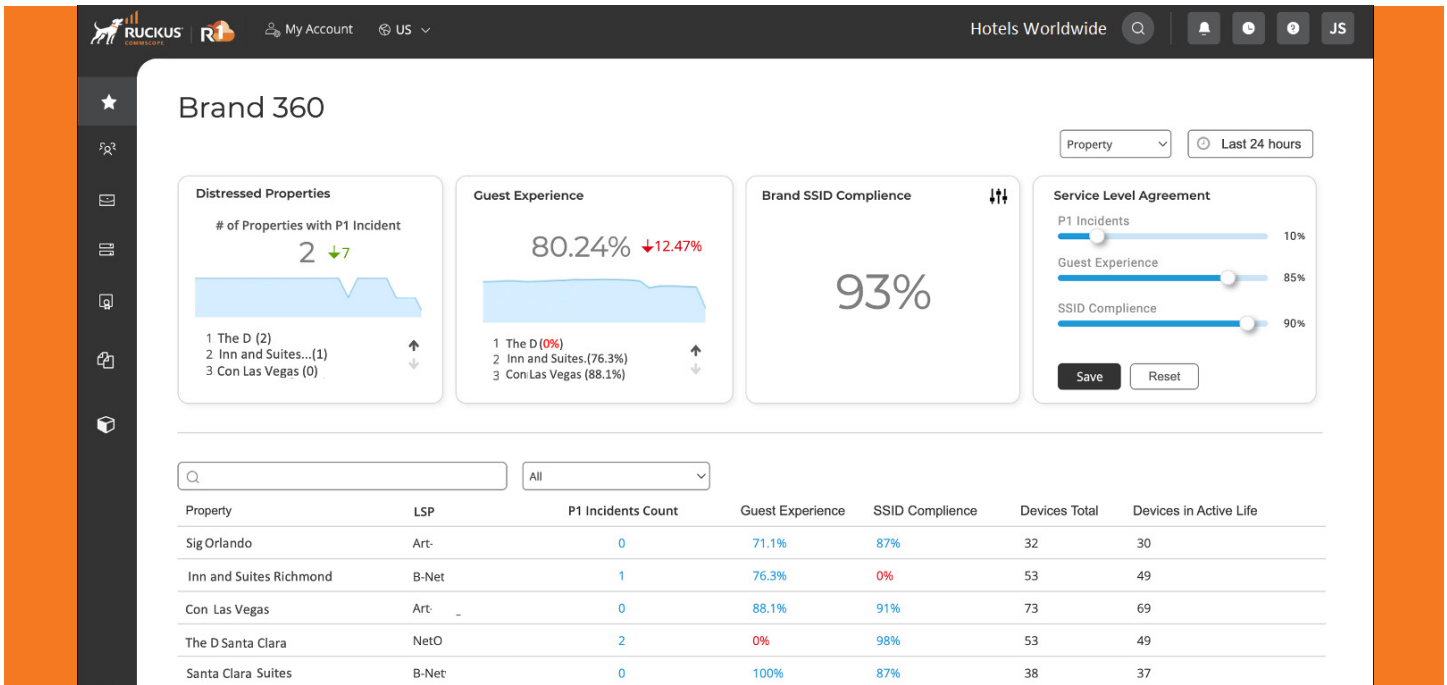 RUCKUS COMMSCOPE R1 My Account US Hotels Worldwide JS
Brand 360
Property Last 24 hours
Distressed Properties
# of Properties with P1 Incident
2 7
1 The D (2)
2 Inn and Suites...(1)
3 Con Las Vegas (0)
Guest Experience
80.24% 12.47%
1 The D (0%)
2 Inn and Suites.(76.3%)
3 Con Las Vegas (88.1%)
Brand SSID Complience
93%
Service Level Agreement
P1 Incidents
10%
Guest Experience
85%
SSID Complience
90%
Save Reset
All
Property LSP P1 Incidents Count Guest Experience SSID Complience Devices Total Devices in Active Life
Sig Orlando Art- 0 71.1% 87% 32 30
Inn and Suites Richmond B-Net 1 76.3% 0% 53 49
Con Las Vegas Art- _ 0 88.1% 91% 73 69
The D Santa Clara NetO 2 0% 98% 53 49
Santa Clara Suites B-Net 0 100% 87% 38 37